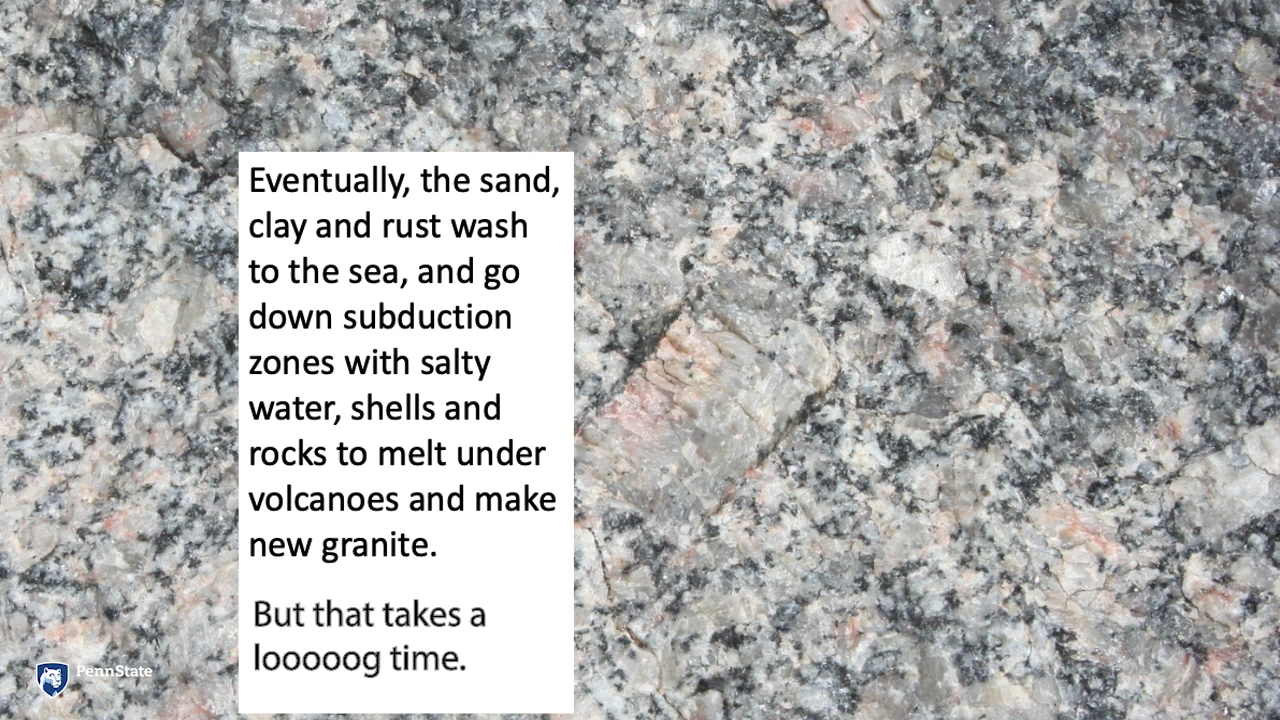 Eventually, the sand,
clay and rust wash
to the sea, and go
down subduction
zones with salty
water, shells and
rocks to melt under
volcanoes and make
new granite.
But that takes a
looooog time.
PennState